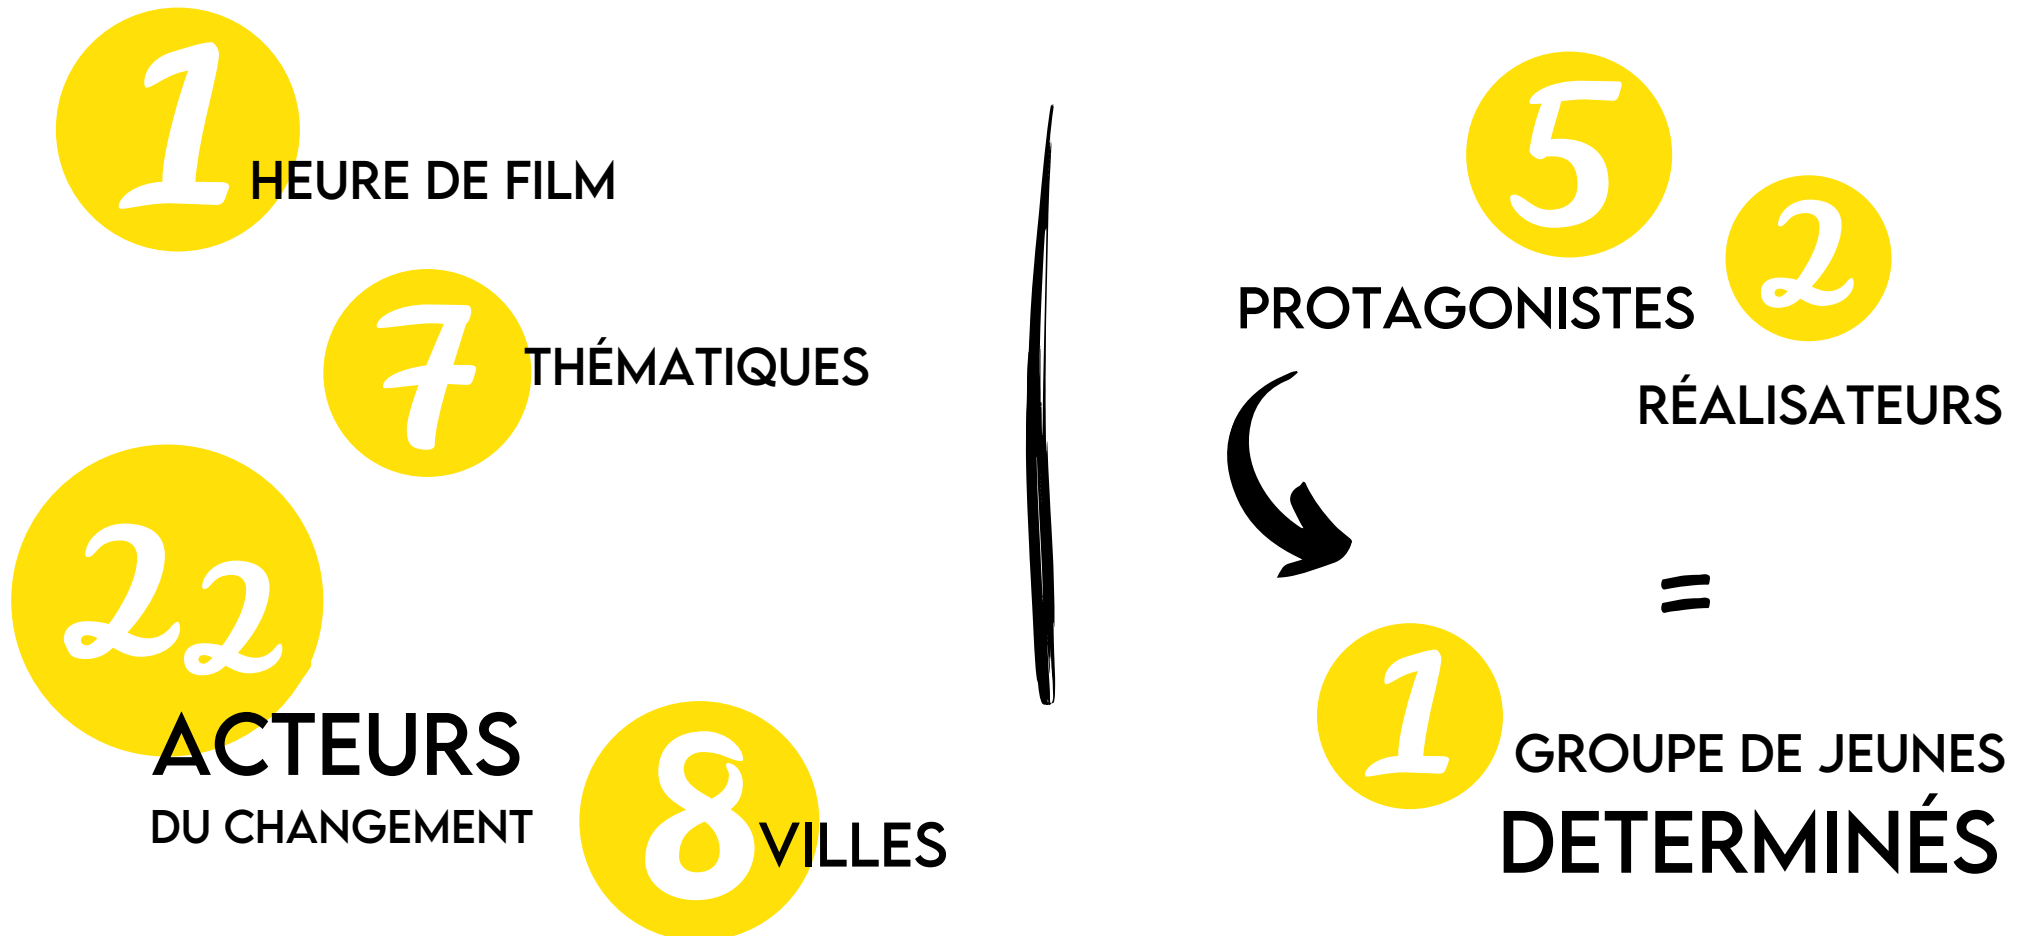 1 HEURE DE FILM
7 THÉMATIQUES
22
ACTEURS
DU CHANGEMENT
8 VILLES
5
PROTAGONISTES
2
RÉALISATEURS
=
1 GROUPE DE JEUNES
DETERMINÉS